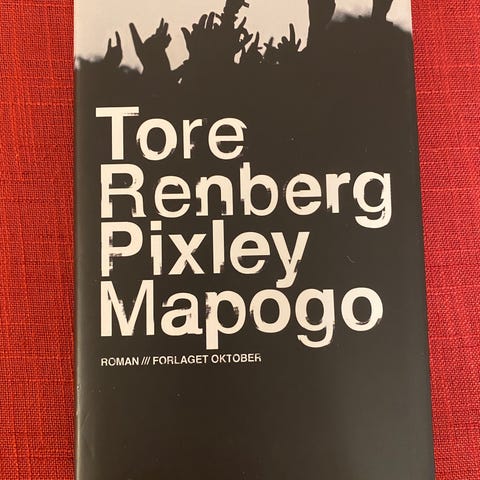 Tore
Renberg
Pixley
Mapogo
ROMAN /// FORLAGET OKTOBER